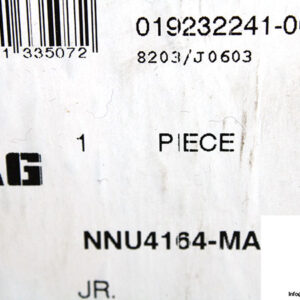 019232241-0
1 335072
8203/J0603
1 PIECE
AG
NNU4164-MA
JR.